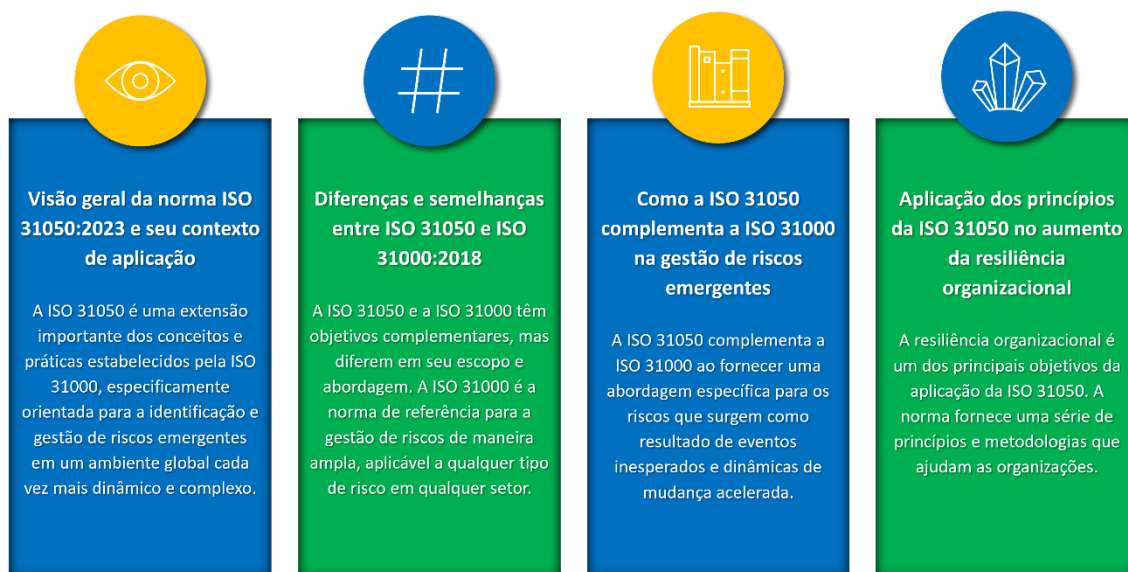 Visão geral da norma ISO
31050:2023 e seu contexto
de aplicação
A ISO 31050 é uma extensão
importante dos conceitos e
práticas estabelecidos pela ISO
31000, especificamente
orientada para a identificação e
gestão de riscos emergentes
em um ambiente global cada
vez mais dinâmico e complexo.
Diferenças e semelhanças
entre ISO 31050 e ISO
31000:2018
A ISO 31050 e a ISO 31000 têm
objetivos complementares, mas
diferem em seu escopo e
abordagem. A ISO 31000 é a
norma de referência para a
gestão de riscos de maneira
ampla, aplicável a qualquer tipo
de risco em qualquer setor.
Como a ISO 31050
complementa a ISO 31000
na gestão de riscos
emergentes
A ISO 31050 complementa a
ISO 31000 ao fornecer uma
abordagem específica para os
riscos que surgem como
resultado de eventos
inesperados e dinâmicas de
mudança acelerada.
Aplicação dos princípios
da ISO 31050 no aumento
da resiliência
organizacional
A resiliência organizacional é
um dos principais objetivos da
aplicação da ISO 31050. A
norma fornece uma série de
princípios e metodologias que
ajudam as organizações.